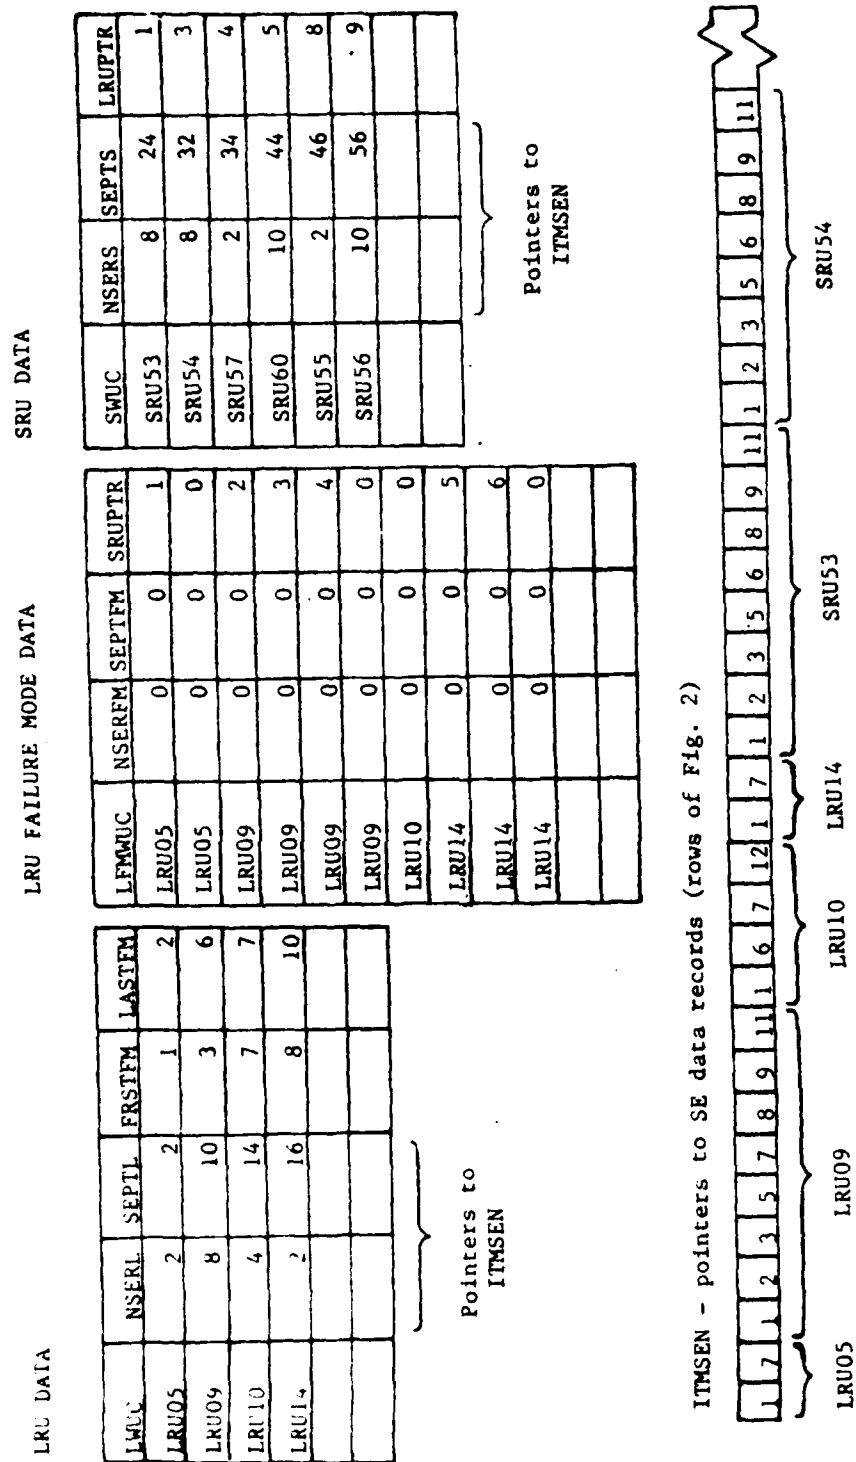 LRU DATA
LWUC NSERL SEPTL FRSTFM LASTFM
LRU05 2 2 1 2
LRU09 8 10 3 6
LRU10 4 14 7 7
LRU14 2 16 8 10
Pointers to
ITMSEN
LRU FAILURE MODE DATA
LFMWUC NSERFM SEPTFM SRUPTR
LRU05 0 0 1
LRU05 0 0 0
LRU09 0 0 2
LRU09 0 0 3
LRU09 0 0 4
LRU09 0 0 0
LRU10 0 0 0
LRU14 0 0 5
LRU14 0 0 6
LRU14 0 0 0
SRU DATA
SWUC NSERS SEPTS LRUPTR
SRU53 8 24 1
SRU54 8 32 3
SRU57 2 34 4
SRU60 10 44 5
SRU55 2 46 8
SRU56 10 56 9
Pointers to
ITMSEN
ITMSEN - pointers to SE data records (rows of Fig. 2)
1 7 1 2 3 5 7 8 9 11 1 6 7 12 1 7 1 2 3 5 6 8 9 11 1 2 3 5 6 8 9 11
LRU05 LRU09 LRU10 LRU14 SRU53 SRU54